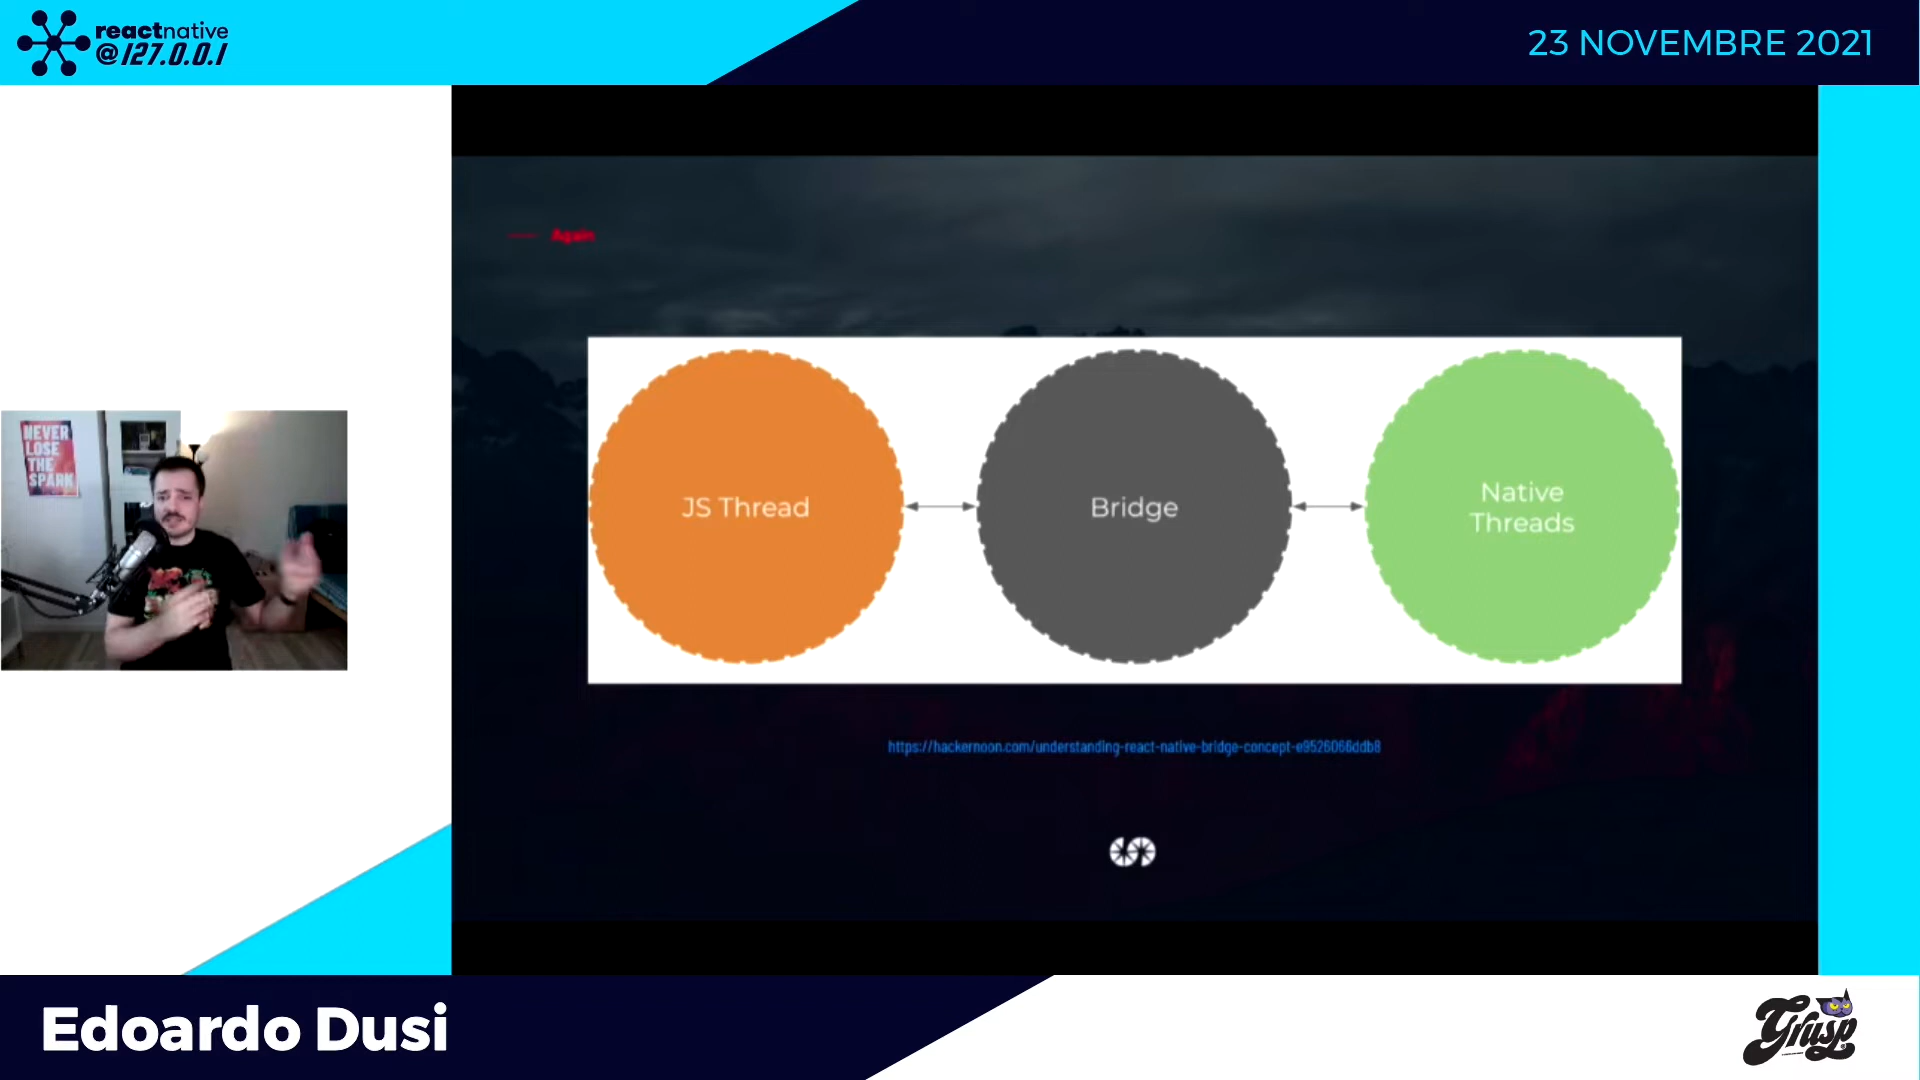 reactnative
@127.0.0.1
23 NOVEMBRE 2021
Again
NEVER
LOSE
THE
SPARK
JS Thread
Bridge
Native
Threads
https://hackernoon.com/understanding-react-native-bridge-concept-e9526066ddb8
Edoardo Dusi
Grusp